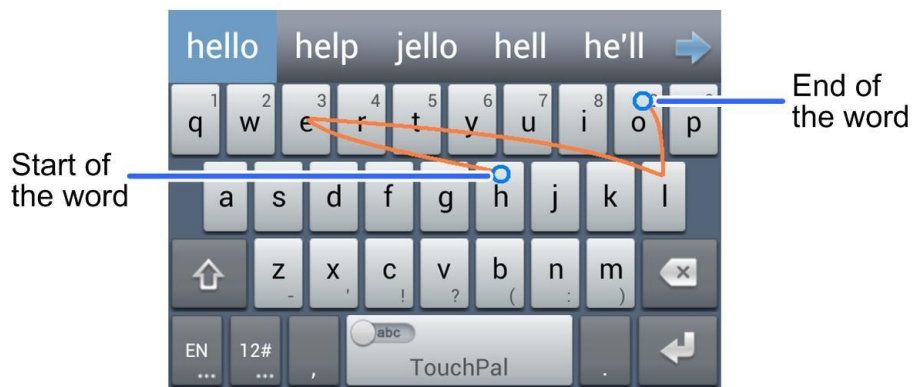 hello help jello hell he'll
1 2 3 4 5 6 7 8
q w e r t y u i o p
End of
the word
Start of
the word
a s d f g h j k l
z x c v b n m
- ' ! ? ( : )
abc
EN 12# , TouchPal .
... ...